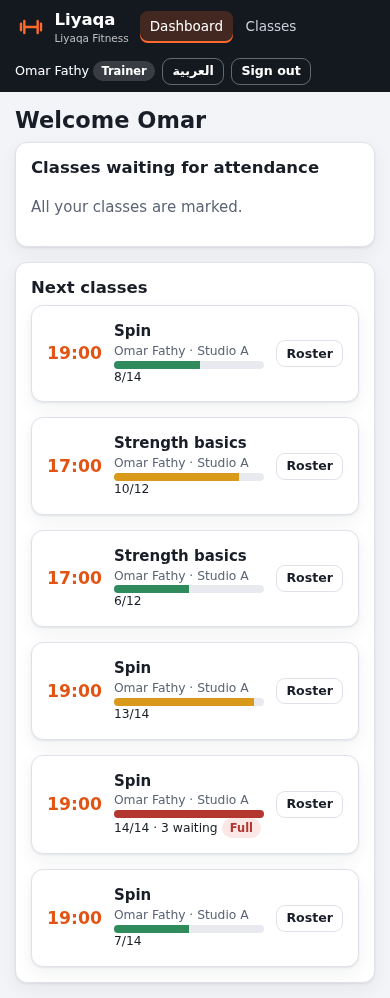 Liyaqa
Liyaqa Fitness
Dashboard
Classes
Omar Fathy Trainer العربية Sign out
Welcome Omar
Classes waiting for attendance
All your classes are marked.
Next classes
19:00
Spin
Omar Fathy · Studio A
8/14
Roster
17:00
Strength basics
Omar Fathy · Studio A
10/12
Roster
17:00
Strength basics
Omar Fathy · Studio A
6/12
Roster
19:00
Spin
Omar Fathy · Studio A
13/14
Roster
19:00
Spin
Omar Fathy · Studio A
14/14 · 3 waiting Full
Roster
19:00
Spin
Omar Fathy · Studio A
7/14
Roster